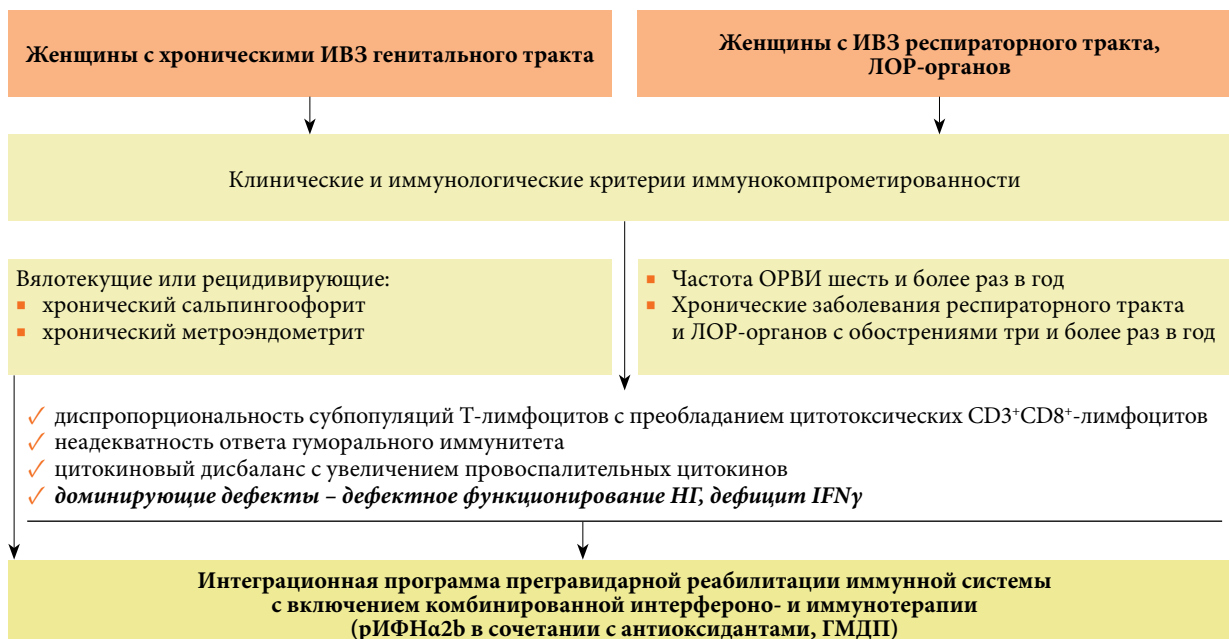 Женщины с хроническими ИВЗ генитального тракта
Женщины с ИВЗ респираторного тракта,
ЛОР-органов
Клинические и иммунологические критерии иммунокомпрометированности
Вялотекущие или рецидивирующие:
▪ хронический сальпингоофорит
▪ хронический метроэндометрит
▪ Частота ОРВИ шесть и более раз в год
▪ Хронические заболевания респираторного тракта
и ЛОР-органов с обострениями три и более раз в год
✓ диспропорциональность субпопуляций Т-лимфоцитов с преобладанием цитотоксических CD3⁺CD8⁺-лимфоцитов
✓ неадекватность ответа гуморального иммунитета
✓ цитокиновый дисбаланс с увеличением провоспалительных цитокинов
✓ доминирующие дефекты – дефектное функционирование НГ, дефицит IFNγ
Интеграционная программа прегравидарной реабилитации иммунной системы
с включением комбинированной интерфероно- и иммунотерапии
(рИФНα2b в сочетании с антиоксидантами, ГМДП)